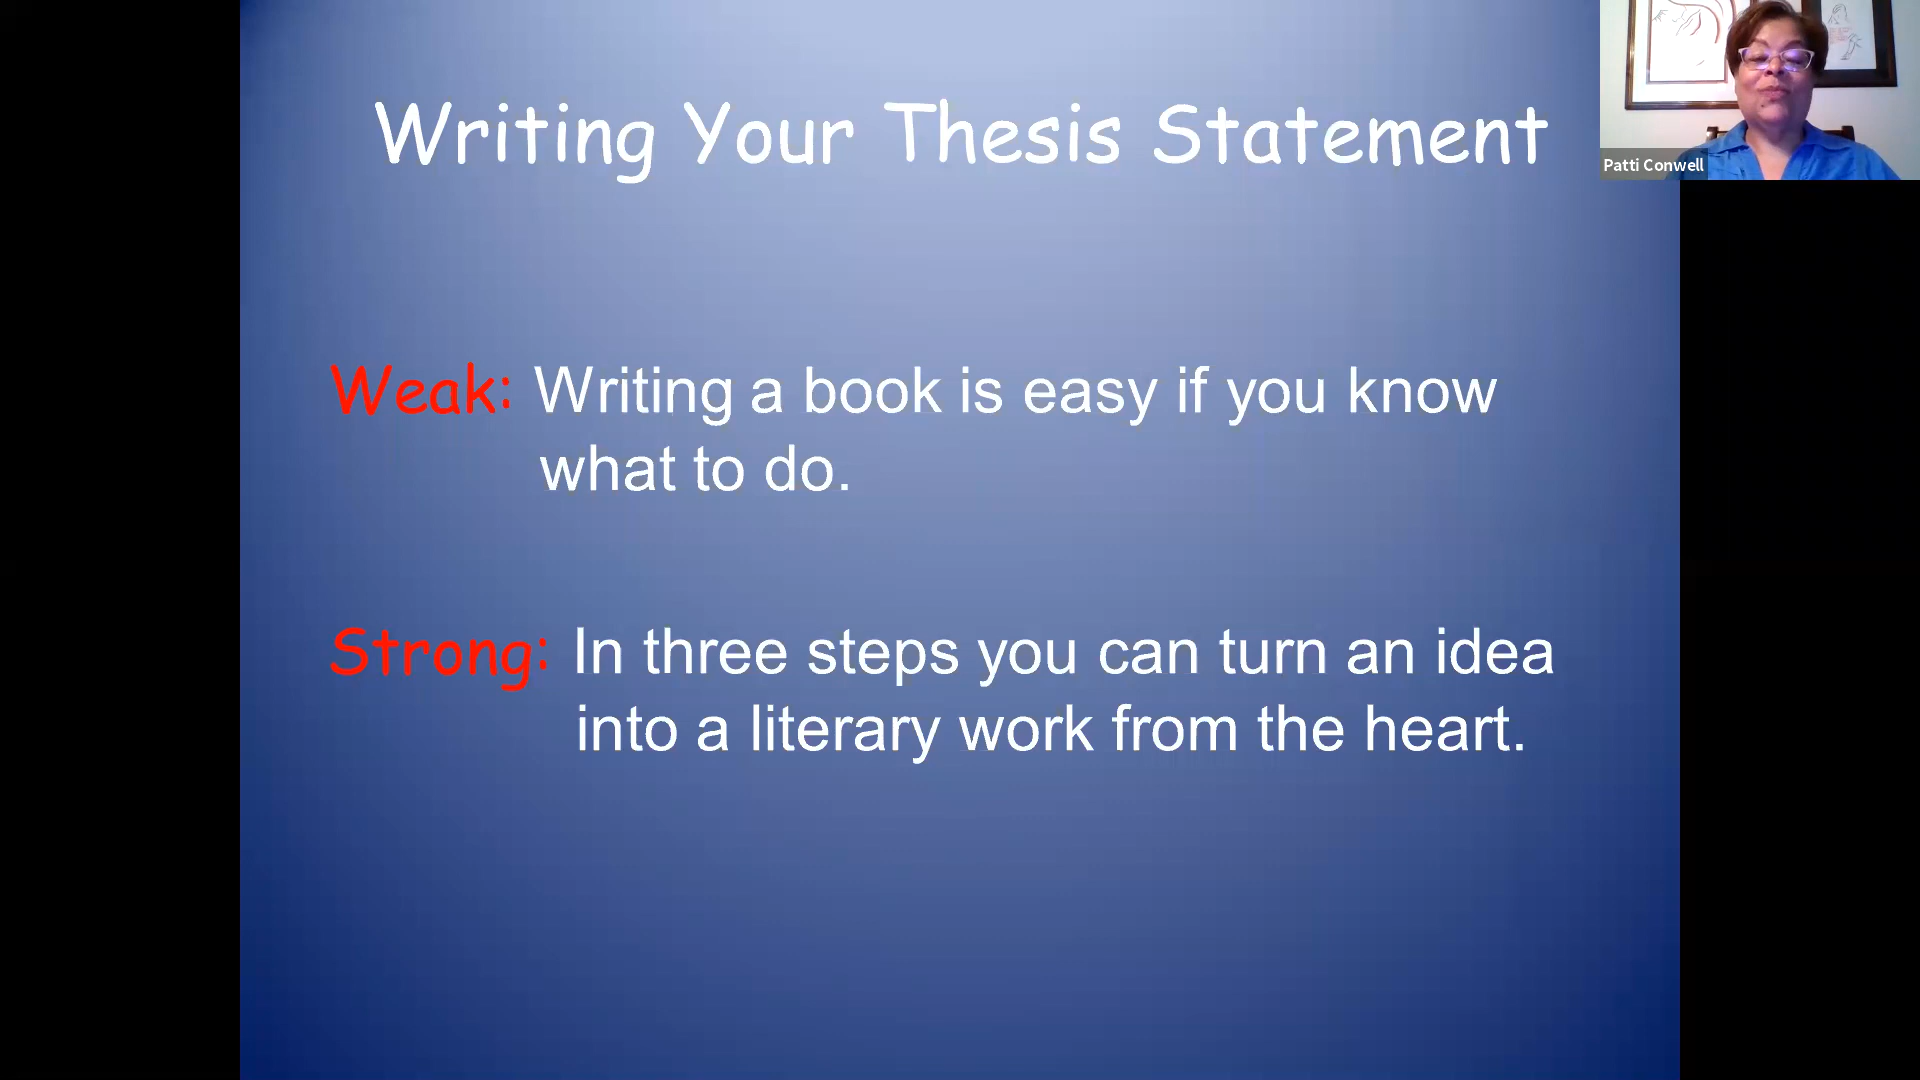 Writing Your Thesis Statement
Patti Conwell
Weak: Writing a book is easy if you know
what to do.
Strong: In three steps you can turn an idea
into a literary work from the heart.